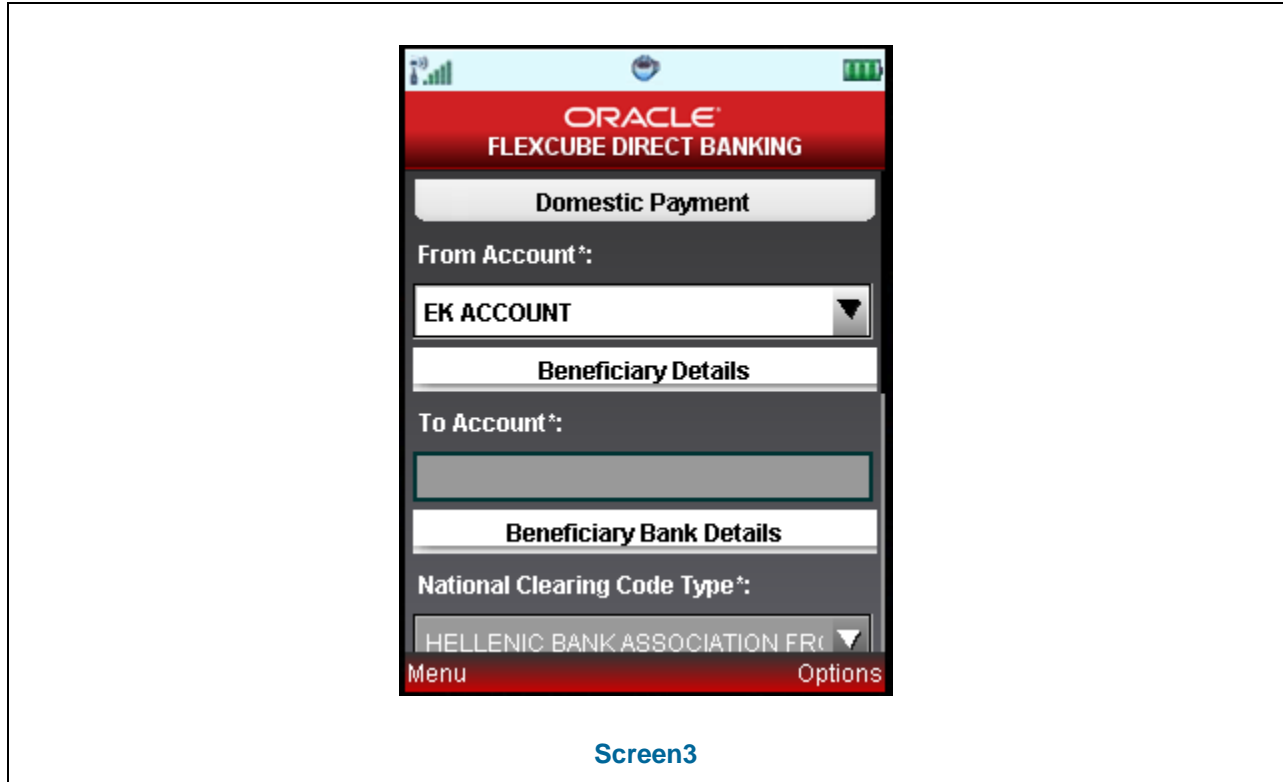 ORACLE
FLEXCUBE DIRECT BANKING
Domestic Payment
From Account*:
EK ACCOUNT
Beneficiary Details
To Account*:
Beneficiary Bank Details
National Clearing Code Type*:
HELLENIC BANK ASSOCIATION FR(
Menu Options
Screen3